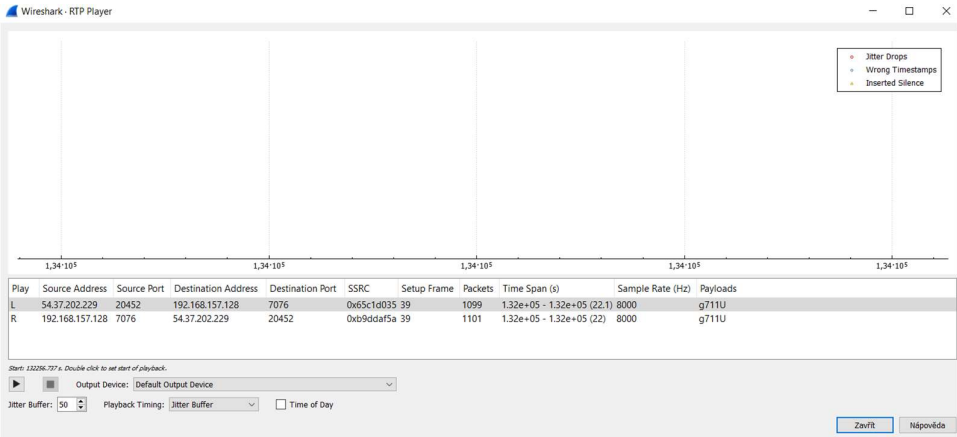 Wireshark · RTP Player
Jitter Drops
Wrong Timestamps
Inserted Silence
1,34·10⁵ 1,34·10⁵ 1,34·10⁵ 1,34·10⁵ 1,34·10⁵
Play Source Address Source Port Destination Address Destination Port SSRC Setup Frame Packets Time Span (s) Sample Rate (Hz) Payloads
L 54.37.202.229 20452 192.168.157.128 7076 0x65c1d035 39 1099 1.32e+05 - 1.32e+05 (22.1) 8000 g711U
R 192.168.157.128 7076 54.37.202.229 20452 0xb9ddaf5a 39 1101 1.32e+05 - 1.32e+05 (22) 8000 g711U
Start: 132256.737 s. Double click to set start of playback.
Output Device: Default Output Device
Jitter Buffer: 50 Playback Timing: Jitter Buffer Time of Day
Zavřít Nápověda